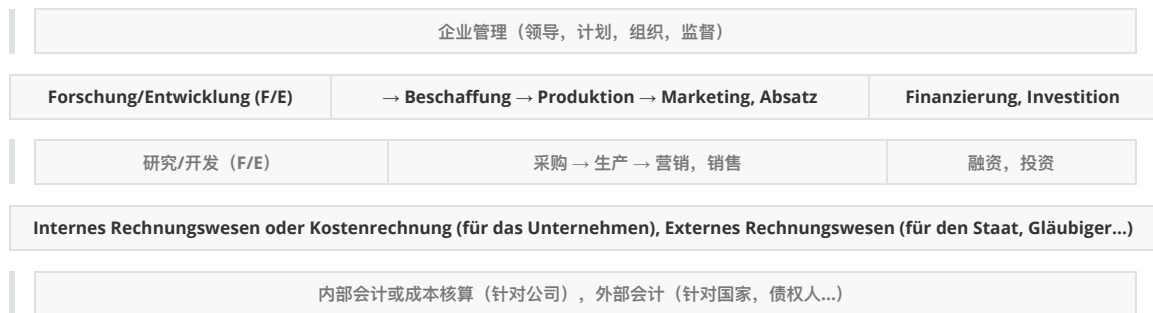 企业管理（领导，计划，组织，监督）
Forschung/Entwicklung (F/E) → Beschaffung → Produktion → Marketing, Absatz Finanzierung, Investition
研究/开发（F/E） 采购 → 生产 → 营销，销售 融资，投资
Internes Rechnungswesen oder Kostenrechnung (für das Unternehmen), Externes Rechnungswesen (für den Staat, Gläubiger...)
内部会计或成本核算（针对公司），外部会计（针对国家，债权人...）